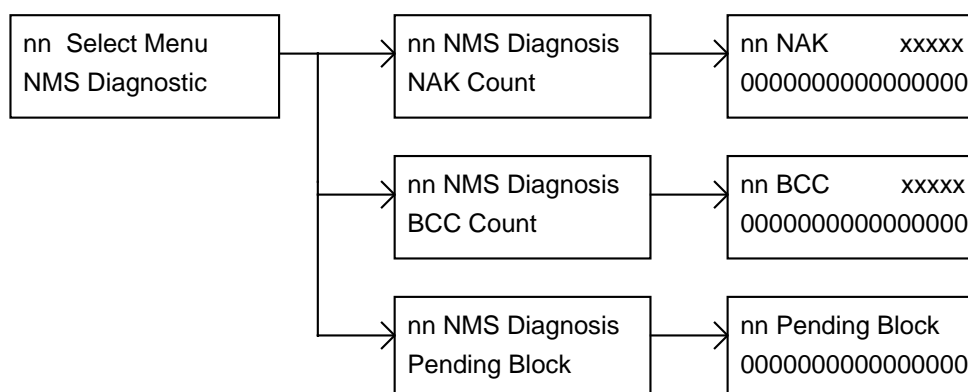 nn  Select Menu
NMS Diagnostic
nn NMS Diagnosis
NAK Count
nn NAK xxxxx
0000000000000000
nn NMS Diagnosis
BCC Count
nn BCC xxxxx
0000000000000000
nn NMS Diagnosis
Pending Block
nn Pending Block
0000000000000000